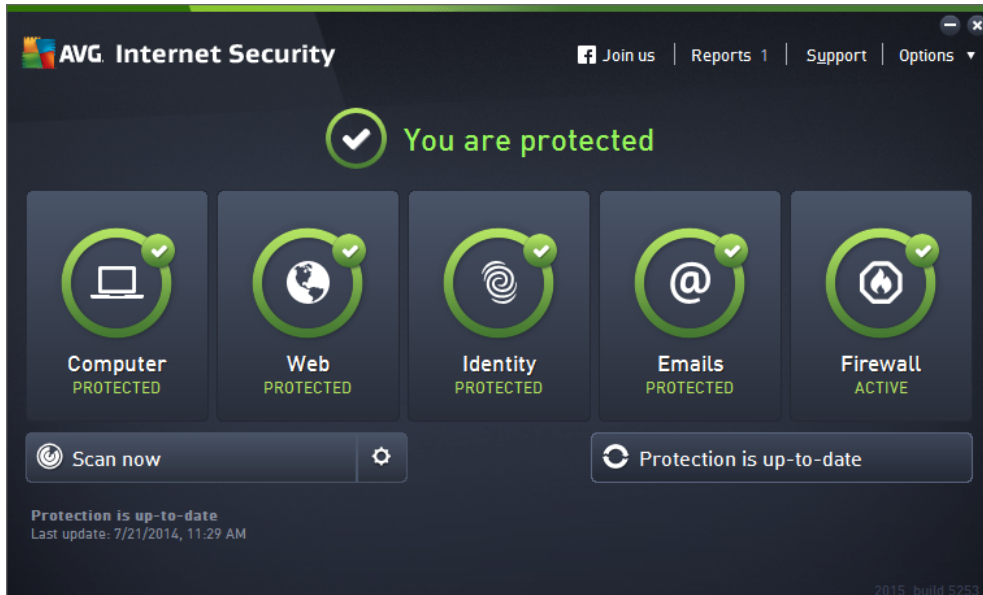 AVG. Internet Security
Join us | Reports 1 | Support | Options
You are protected
Computer
PROTECTED
Web
PROTECTED
Identity
PROTECTED
Emails
PROTECTED
Firewall
ACTIVE
Scan now
Protection is up-to-date
Protection is up-to-date
Last update: 7/21/2014, 11:29 AM
2015 build 5253